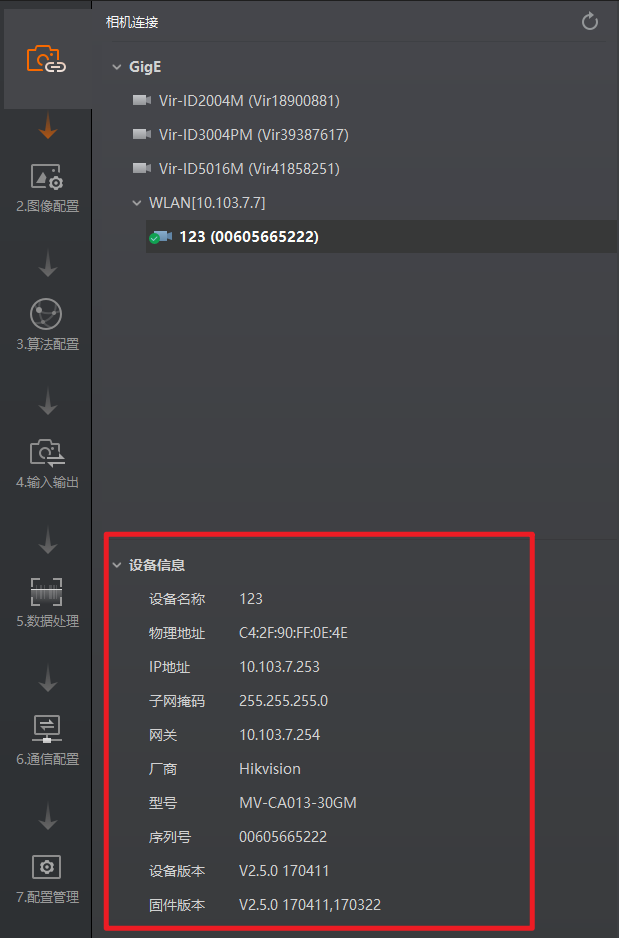 相机连接
GigE
Vir-ID2004M (Vir18900881)
Vir-ID3004PM (Vir39387617)
Vir-ID5016M (Vir41858251)
WLAN[10.103.7.7]
123 (00605665222)
2.图像配置
3.算法配置
4.输入输出
5.数据处理
6.通信配置
7.配置管理
设备信息
设备名称 123
物理地址 C4:2F:90:FF:0E:4E
IP地址 10.103.7.253
子网掩码 255.255.255.0
网关 10.103.7.254
厂商 Hikvision
型号 MV-CA013-30GM
序列号 00605665222
设备版本 V2.5.0 170411
固件版本 V2.5.0 170411,170322